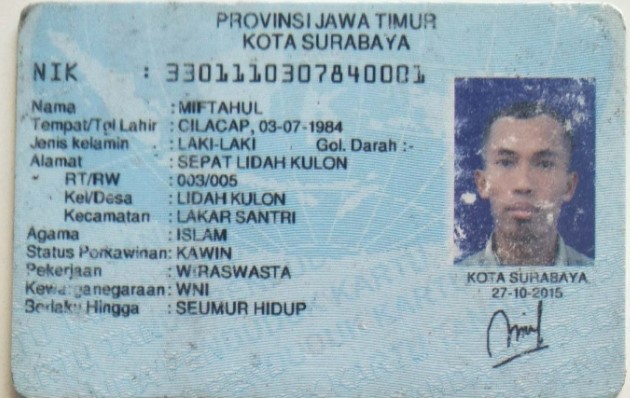 PROVINSI JAWA TIMUR
KOTA SURABAYA
NIK : 3301110307840001
Nama : MIFTAHUL
Tempat/Tgl Lahir : CILACAP, 03-07-1984
Jenis kelamin : LAKI-LAKI Gol. Darah :-
Alamat : SEPAT LIDAH KULON
RT/RW : 003/005
Kel/Desa : LIDAH KULON
Kecamatan : LAKAR SANTRI
Agama : ISLAM
Status Perkawinan: KAWIN
Pekerjaan : WIRASWASTA
Kewarganegaraan: WNI
Berlaku Hingga : SEUMUR HIDUP
KOTA SURABAYA
27-10-2015